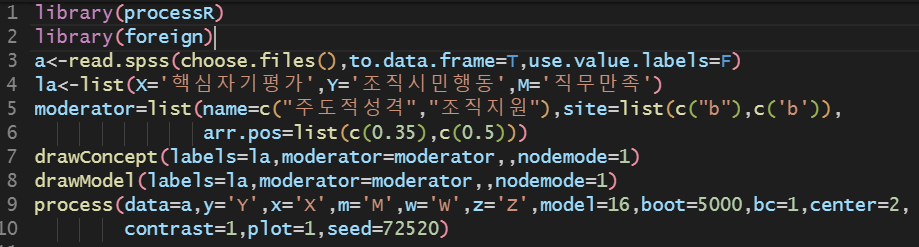 1 library(processR)
2 library(foreign)
3 a<-read.spss(choose.files(),to.data.frame=T,use.value.labels=F)
4 la<-list(X='핵심자기평가',Y='조직시민행동',M='직무만족')
5 moderator=list(name=c("주도적성격","조직지원"),site=list(c("b"),c('b')),
6 arr.pos=list(c(0.35),c(0.5)))
7 drawConcept(labels=la,moderator=moderator,,nodemode=1)
8 drawModel(labels=la,moderator=moderator,,nodemode=1)
9 process(data=a,y='Y',x='X',m='M',w='W',z='Z',model=16,boot=5000,bc=1,center=2,
10 contrast=1,plot=1,seed=72520)